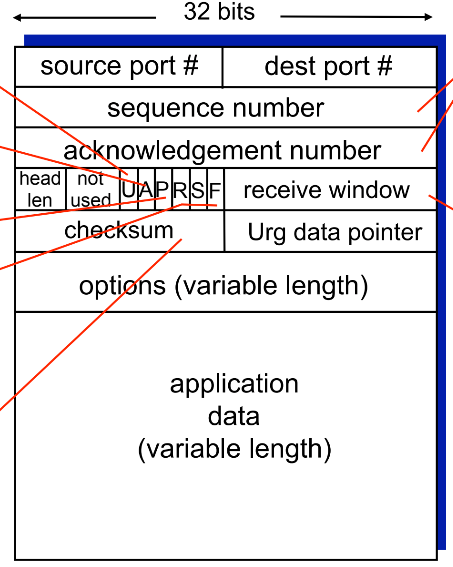 32 bits
source port # dest port #
sequence number
acknowledgement number
head len not used U A P R S F receive window
checksum Urg data pointer
options (variable length)
application
data
(variable length)